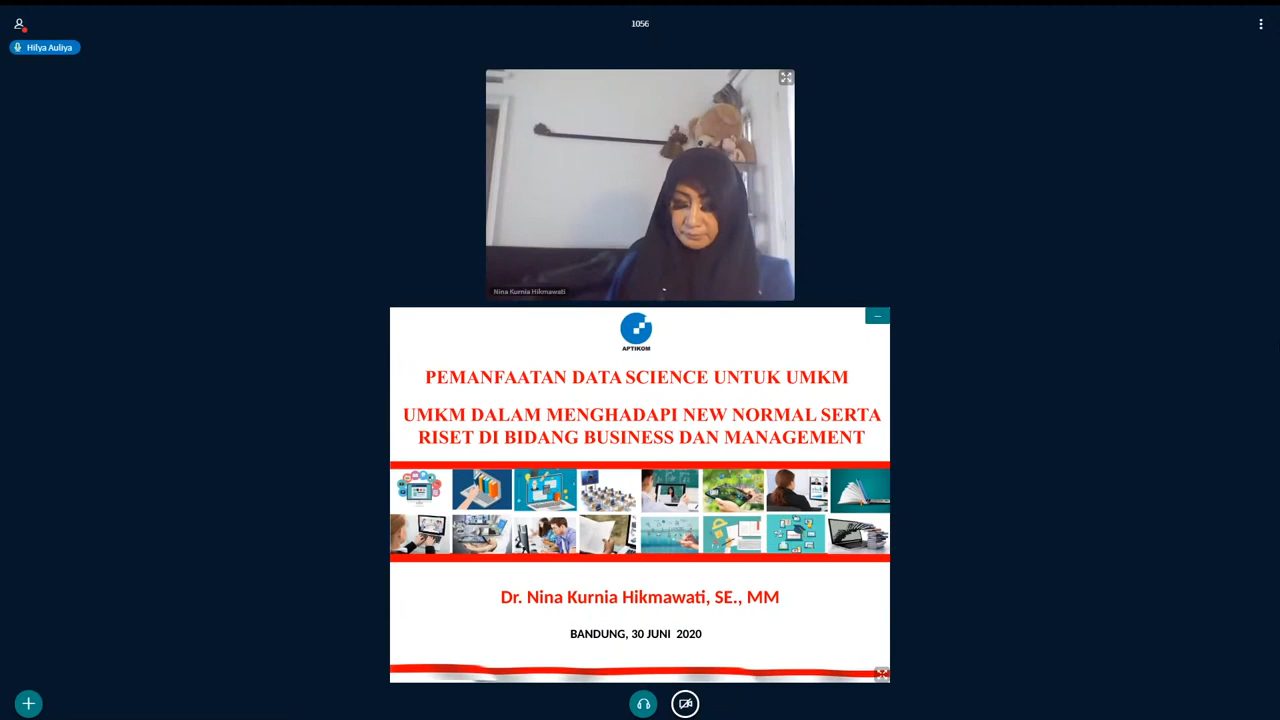 1056
Hilya Auliya
Nina Kurnia Hikmawati
APTIKOM
PEMANFAATAN DATA SCIENCE UNTUK UMKM
UMKM DALAM MENGHADAPI NEW NORMAL SERTA
RISET DI BIDANG BUSINESS DAN MANAGEMENT
Dr. Nina Kurnia Hikmawati, SE., MM
BANDUNG, 30 JUNI 2020